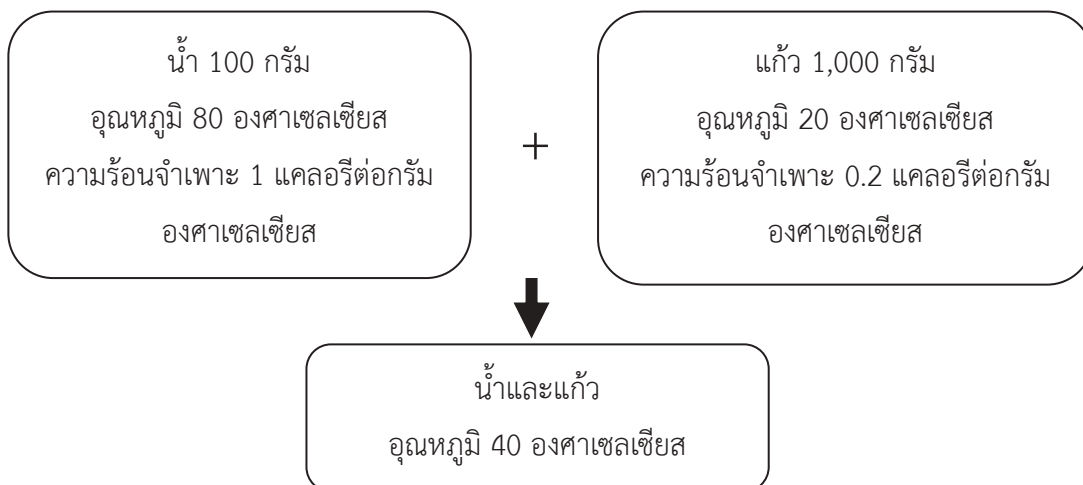 น้ำ 100 กรัม
อุณหภูมิ 80 องศาเซลเซียส
ความร้อนจำเพาะ 1 แคลอรีต่อกรัม
องศาเซลเซียส
+
แก้ว 1,000 กรัม
อุณหภูมิ 20 องศาเซลเซียส
ความร้อนจำเพาะ 0.2 แคลอรีต่อกรัม
องศาเซลเซียส
น้ำและแก้ว
อุณหภูมิ 40 องศาเซลเซียส